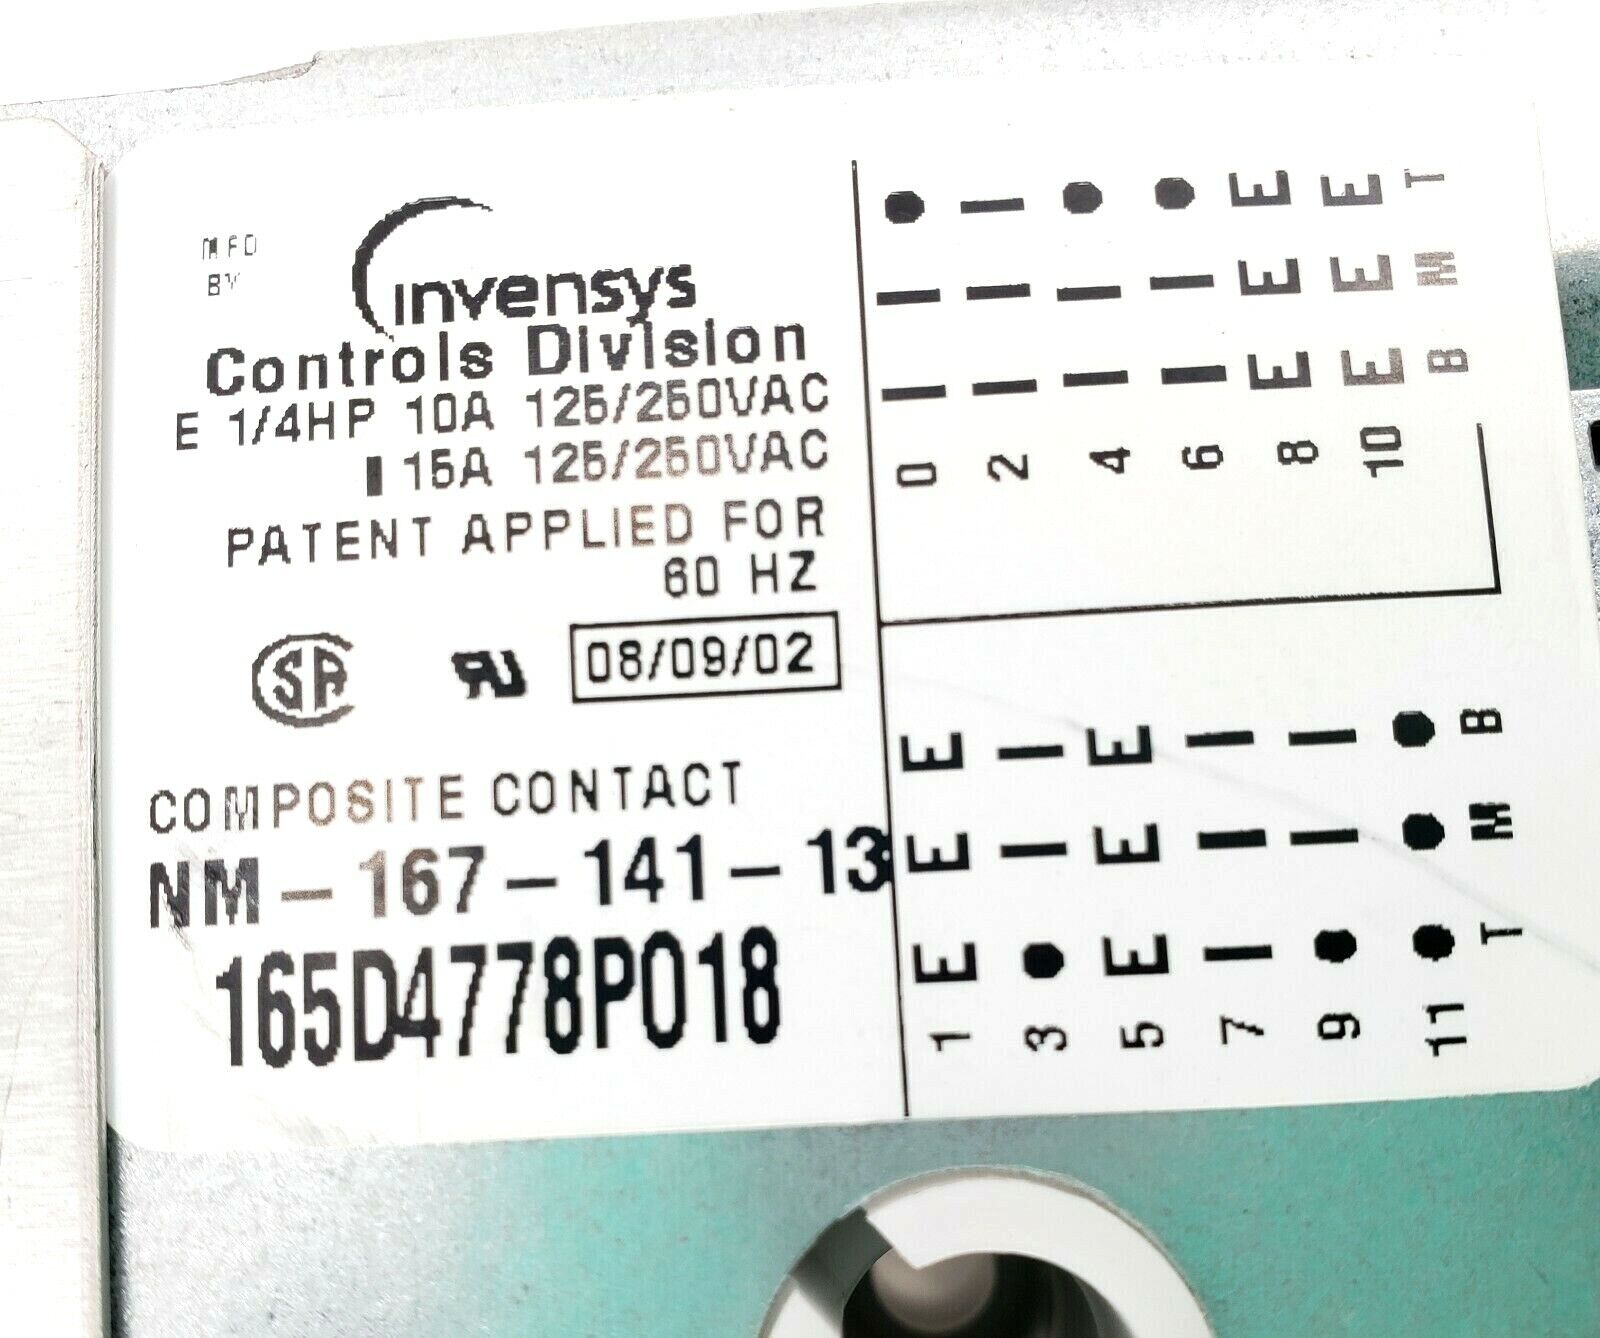 MFD
BY
invensys
Controls Division
E 1/4HP 10A 125/250VAC
I 15A 125/250VAC
PATENT APPLIED FOR
60 HZ
SA
08/09/02
COMPOSITE CONTACT
NM-167-141-13
165D4778P018
● I ● ● E E T
I I I I E E M
I I I I E E B
0 2 4 6 8 10
E I E I I ● B
E I E I I ● M
E ● E I ● ● T
1 3 5 7 9 11